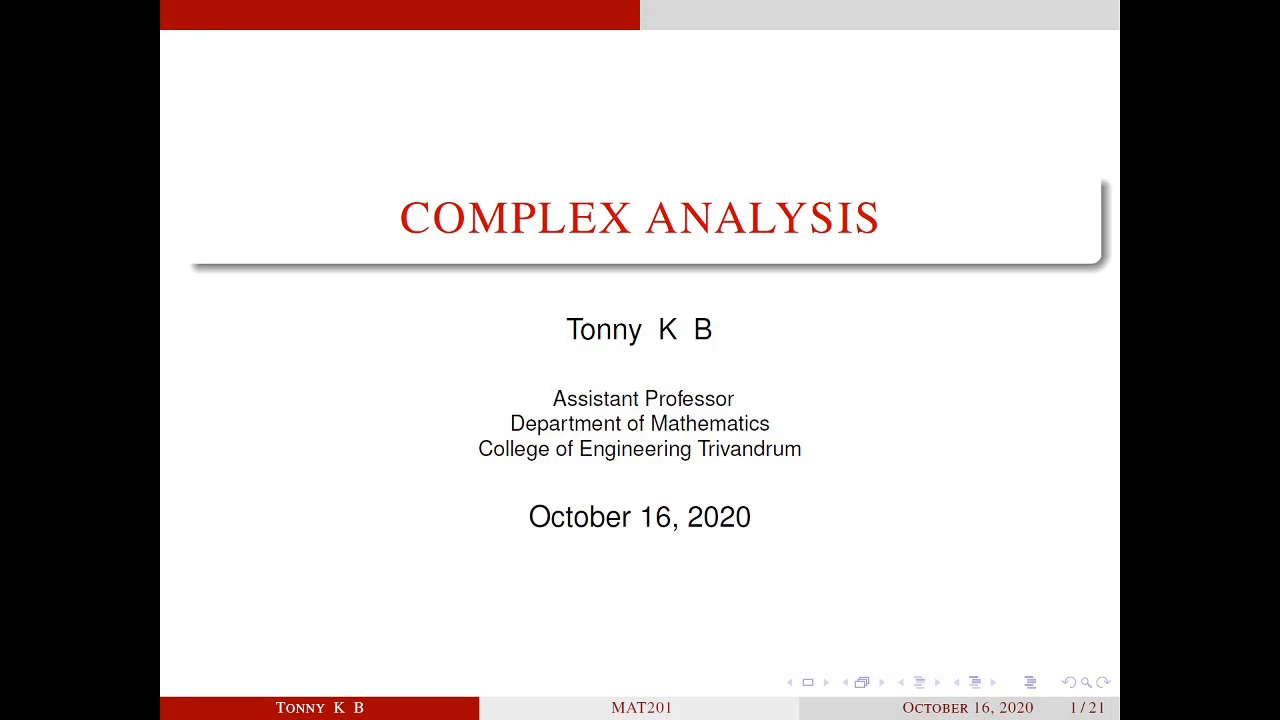 COMPLEX ANALYSIS
Tonny K B
Assistant Professor
Department of Mathematics
College of Engineering Trivandrum
October 16, 2020
TONNY K B MAT201 OCTOBER 16, 2020 1 / 21